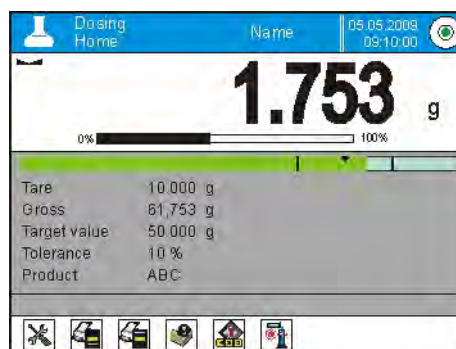 Dosing
Home
Name
05.05.2009
09:10:00
1.753 g
0% 100%
Tare 10.000 g
Gross 61,753 g
Target value 50.000 g
Tolerance 10 %
Product ABC